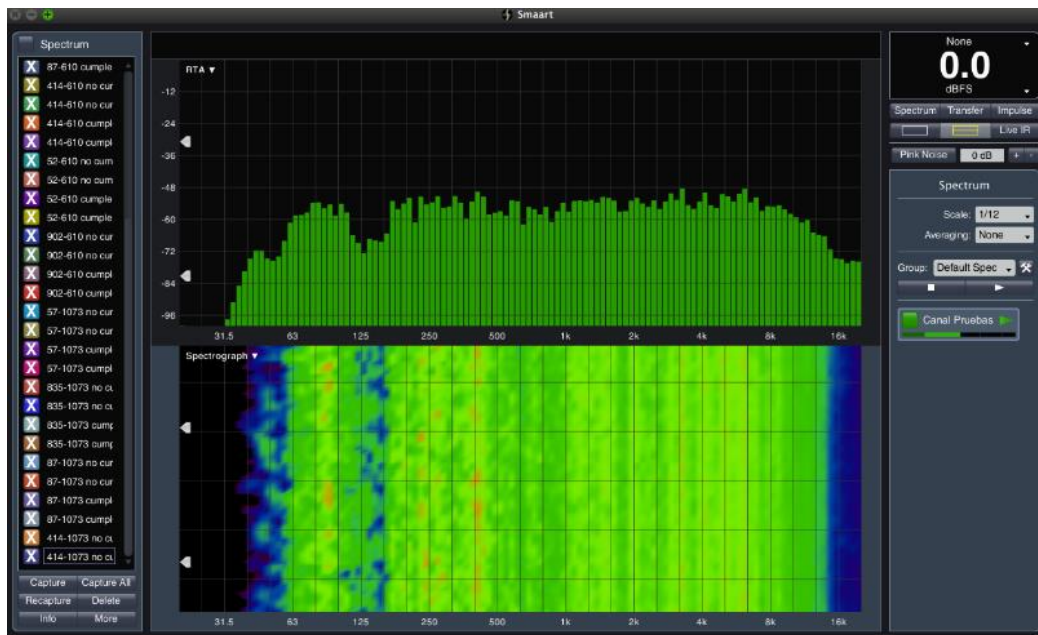 Smaart
Spectrum
87-610 cumple
414-610 no cur
414-610 no cur
414-610 cumpl
414-610 cumpl
52-610 no cum
52-610 no cum
52-610 cumple
52-610 cumple
902-610 no cur
902-610 no cur
902-610 cumpl
902-610 cumpl
57-1073 no cur
57-1073 no cur
57-1073 cumpl
57-1073 cumpl
835-1073 no cu
835-1073 no cu
835-1073 cump
835-1073 cump
87-1073 no cur
87-1073 no cur
87-1073 cumpl
87-1073 cumpl
414-1073 no cu
414-1073 no cu
Capture Capture All
Recapture Delete
Info More
RTA
-12
-24
-36
-48
-60
-72
-84
-96
31.5 63 125 250 500 1k 2k 4k 8k 16k
Spectrograph
31.5 63 125 250 500 1k 2k 4k 8k 16k
None
0.0
dBFS
Spectrum Transfer Impulse
Live IR
Pink Noise 0 dB + -
Spectrum
Scale: 1/12
Averaging: None
Group: Default Spec
Canal Pruebas